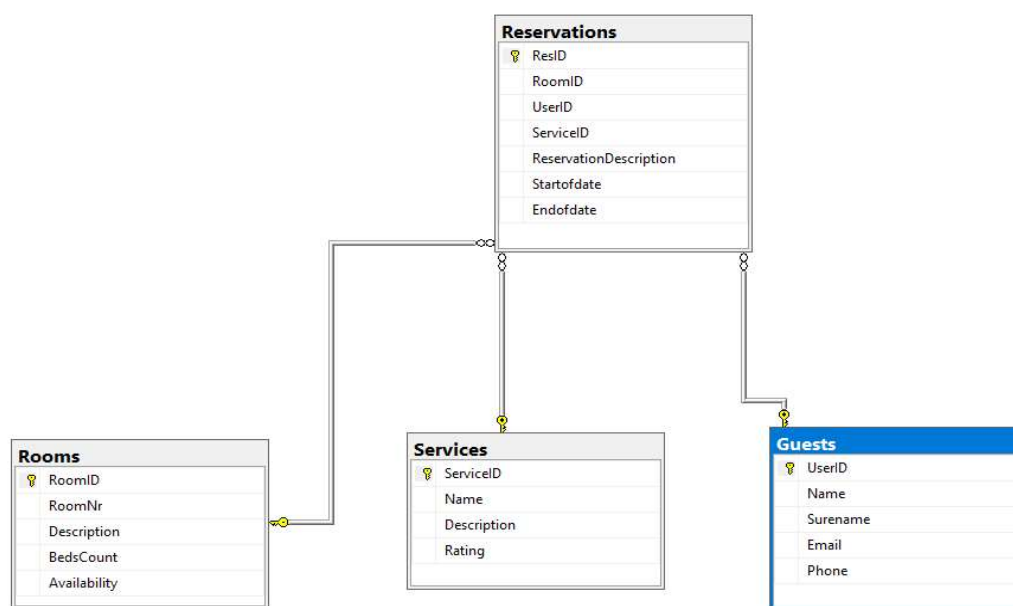 Reservations
ResID
RoomID
UserID
ServiceID
ReservationDescription
Startofdate
Endofdate
Rooms
RoomID
RoomNr
Description
BedsCount
Availability
Services
ServiceID
Name
Description
Rating
Guests
UserID
Name
Surename
Email
Phone